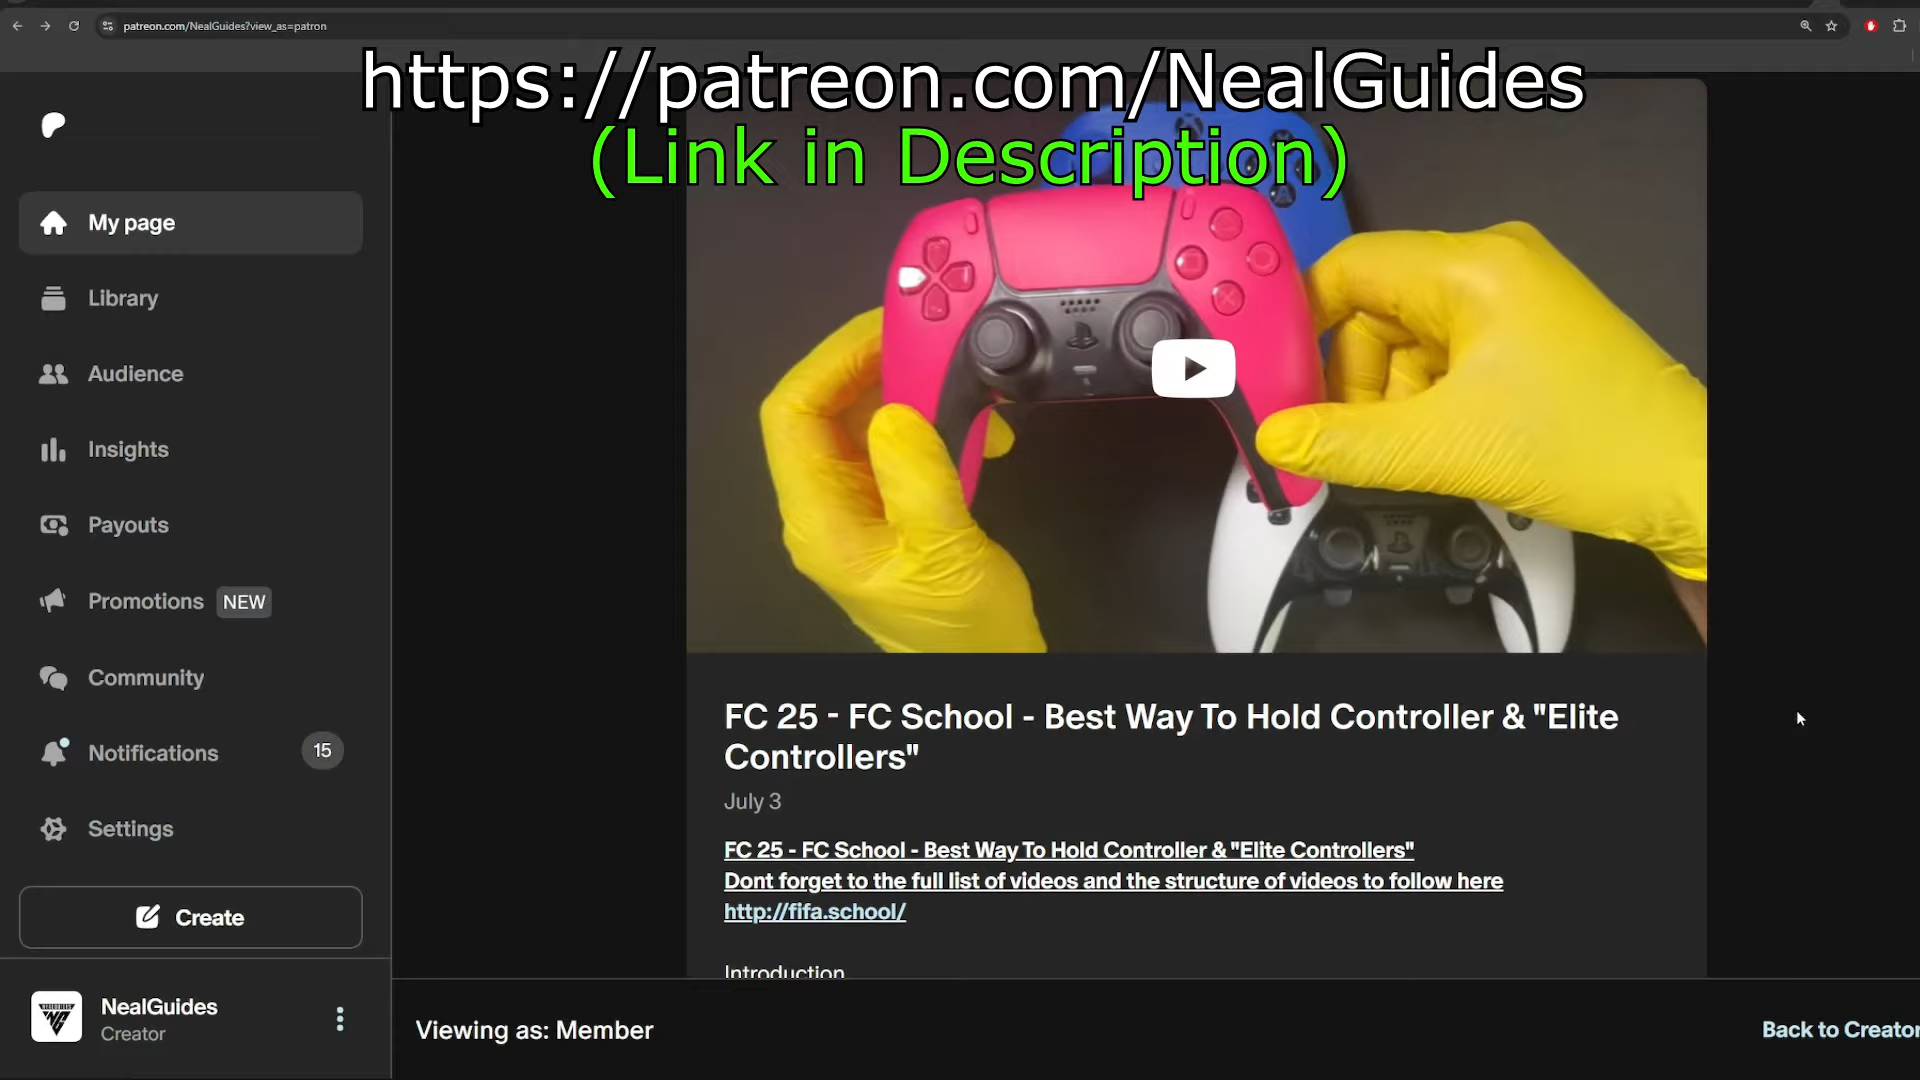 patreon.com/NealGuides?view_as=patron
https://patreon.com/NealGuides
(Link in Description)
My page
Library
Audience
Insights
Payouts
Promotions NEW
Community
Notifications 15
Settings
Create
NealGuides
Creator
FC 25 - FC School - Best Way To Hold Controller & "Elite
Controllers"
July 3
FC 25 - FC School - Best Way To Hold Controller & "Elite Controllers"
Dont forget to the full list of videos and the structure of videos to follow here
http://fifa.school/
Introduction
Viewing as: Member
Back to Creator